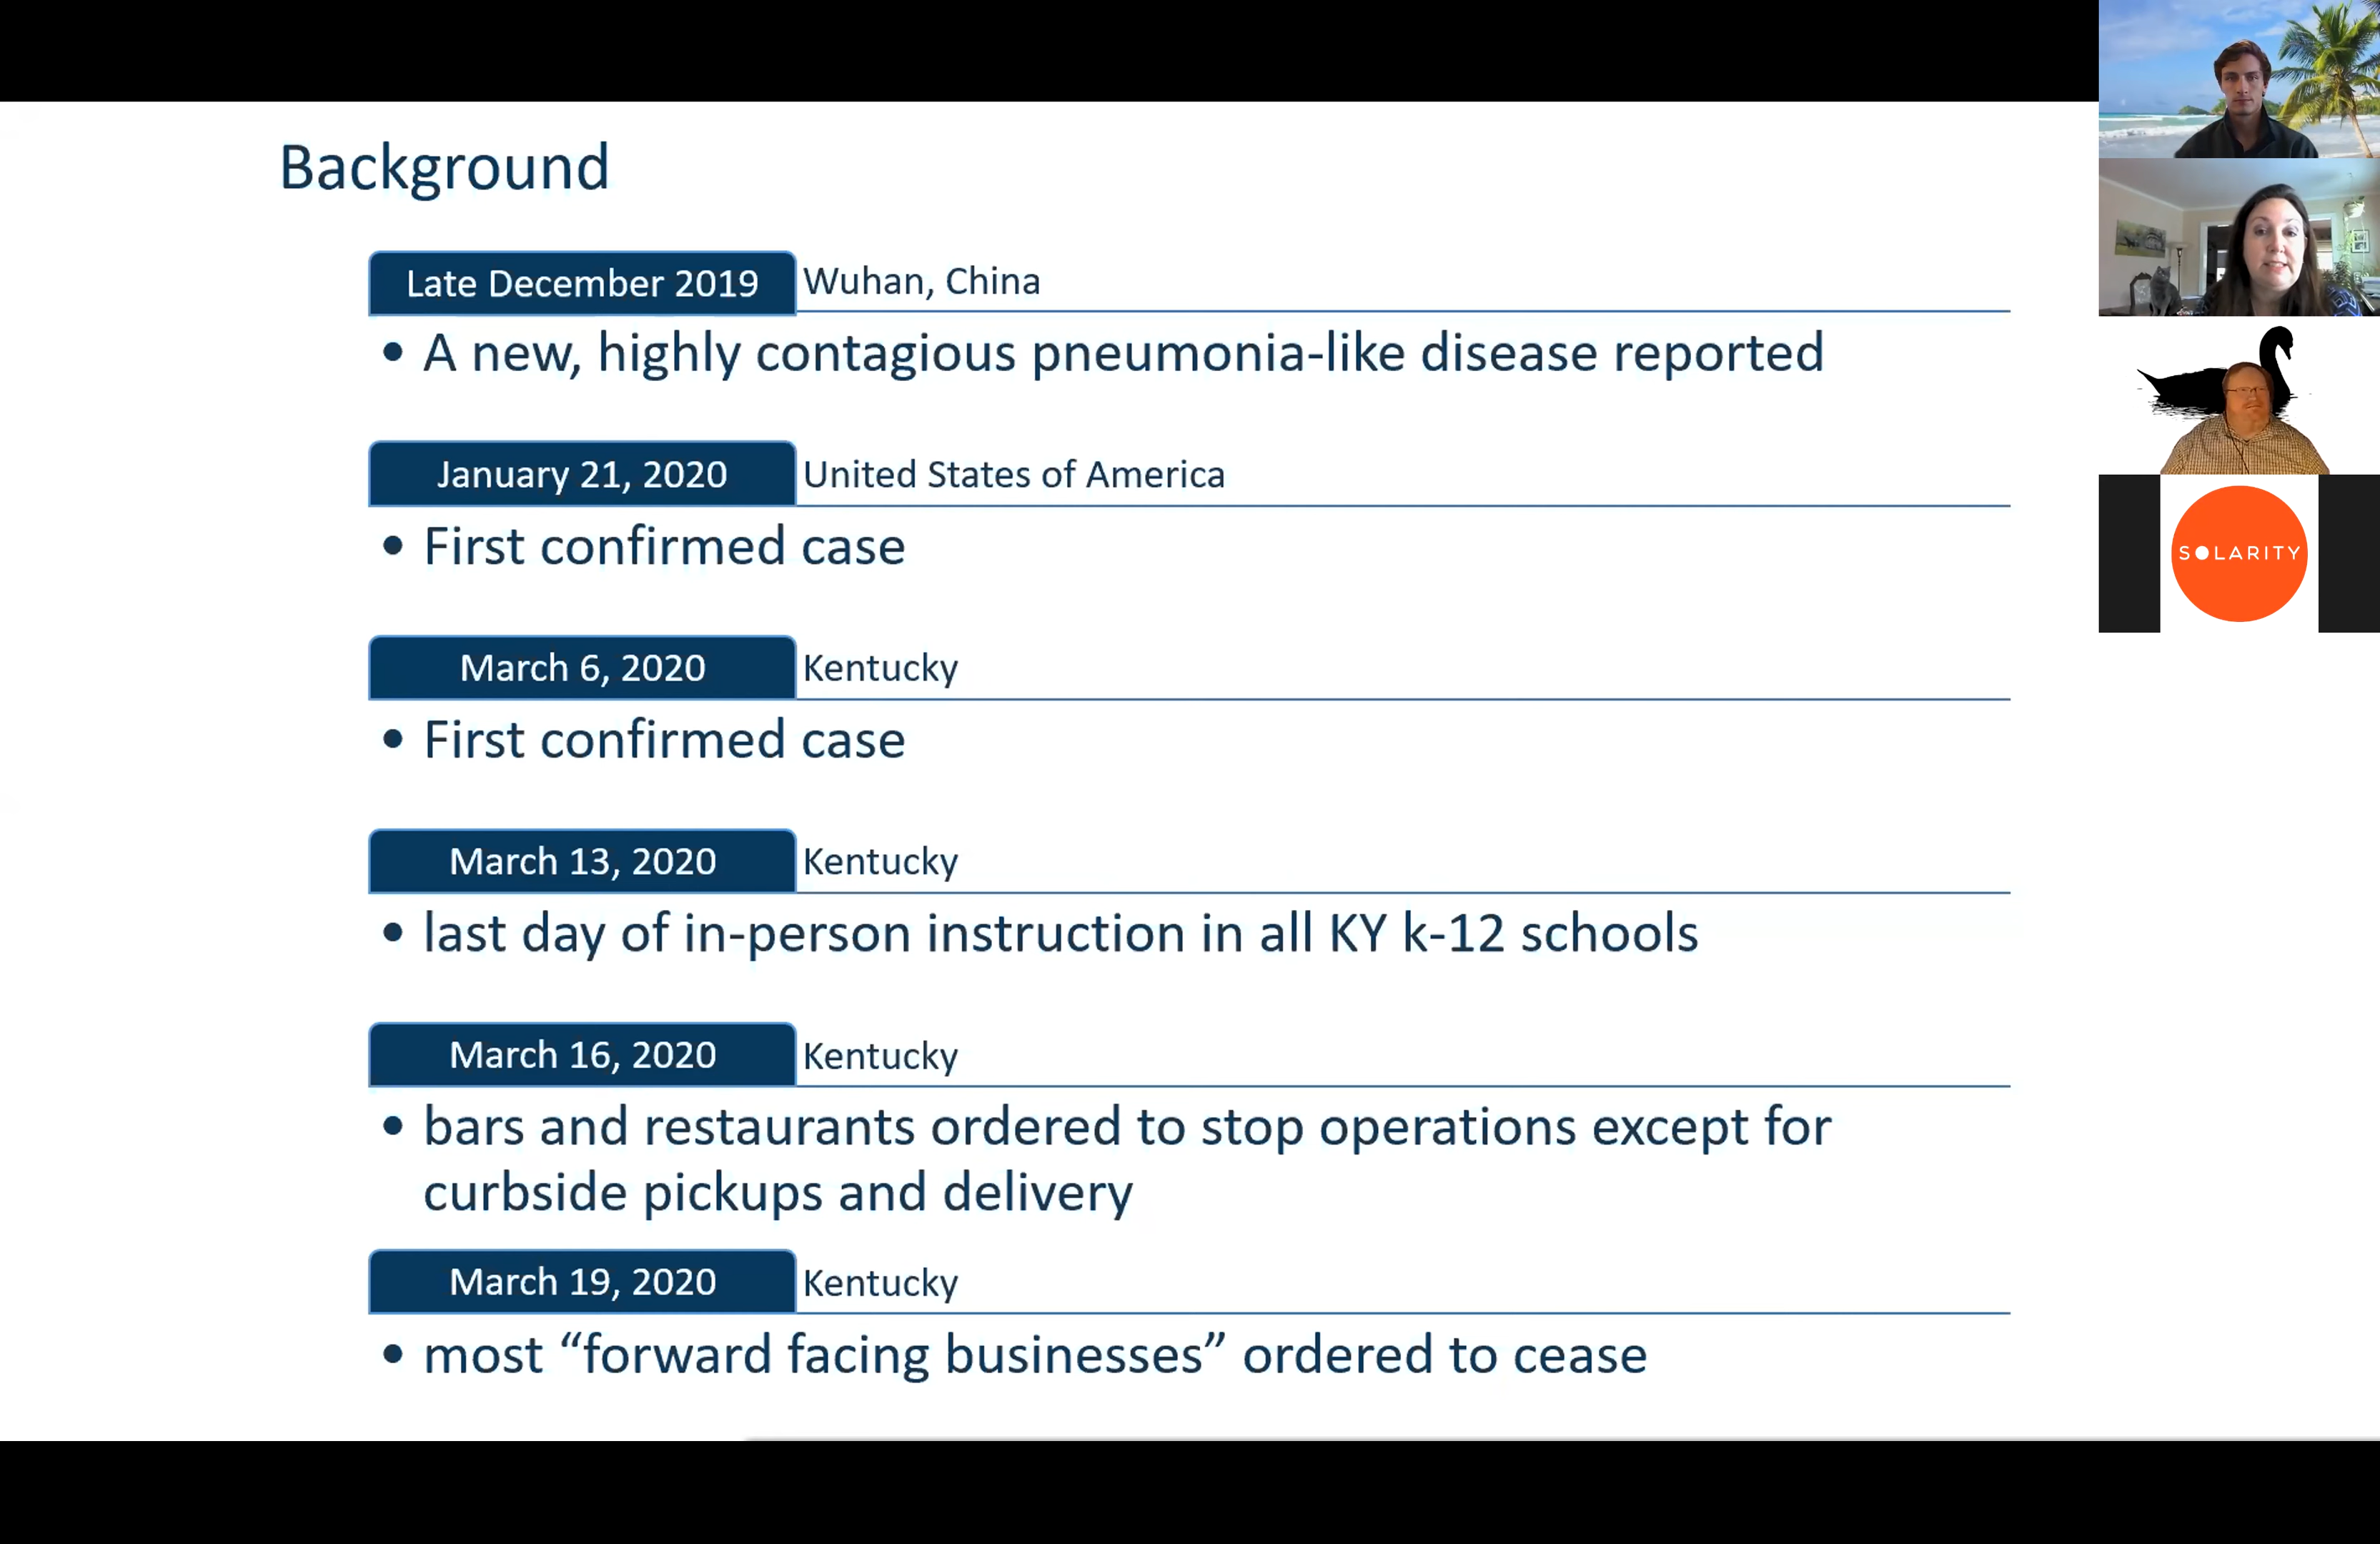 Background
Late December 2019
Wuhan, China
• A new, highly contagious pneumonia-like disease reported
January 21, 2020
United States of America
• First confirmed case
March 6, 2020
Kentucky
• First confirmed case
March 13, 2020
Kentucky
• last day of in-person instruction in all KY k-12 schools
March 16, 2020
Kentucky
• bars and restaurants ordered to stop operations except for
curbside pickups and delivery
March 19, 2020
Kentucky
• most “forward facing businesses” ordered to cease
SOLARITY